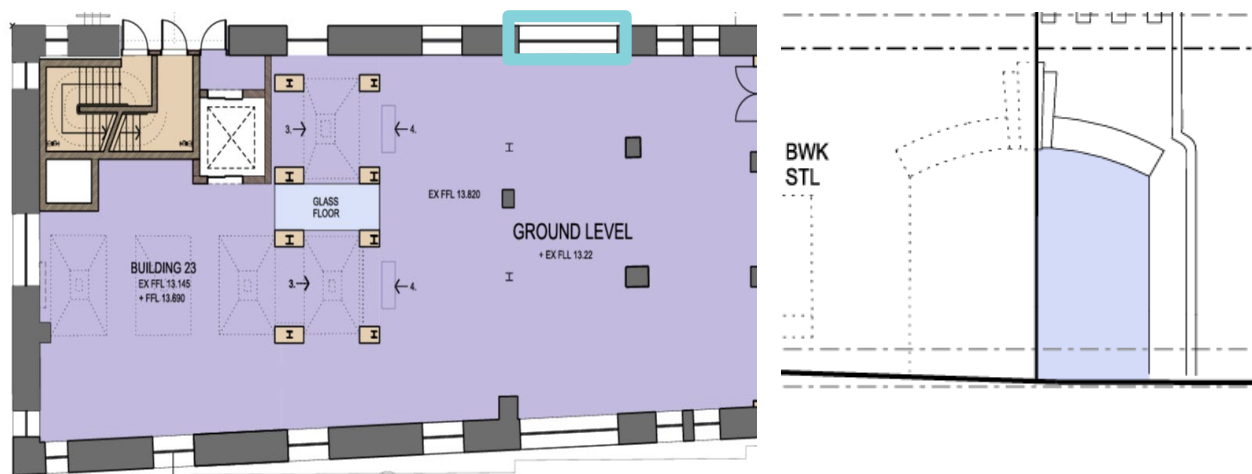 3.
4.
GLASS
FLOOR
EX FFL 13.820
GROUND LEVEL
+ EX FLL 13.22
BUILDING 23
EX FFL 13.145
+ FFL 13.690
3.
4.
BWK
STL